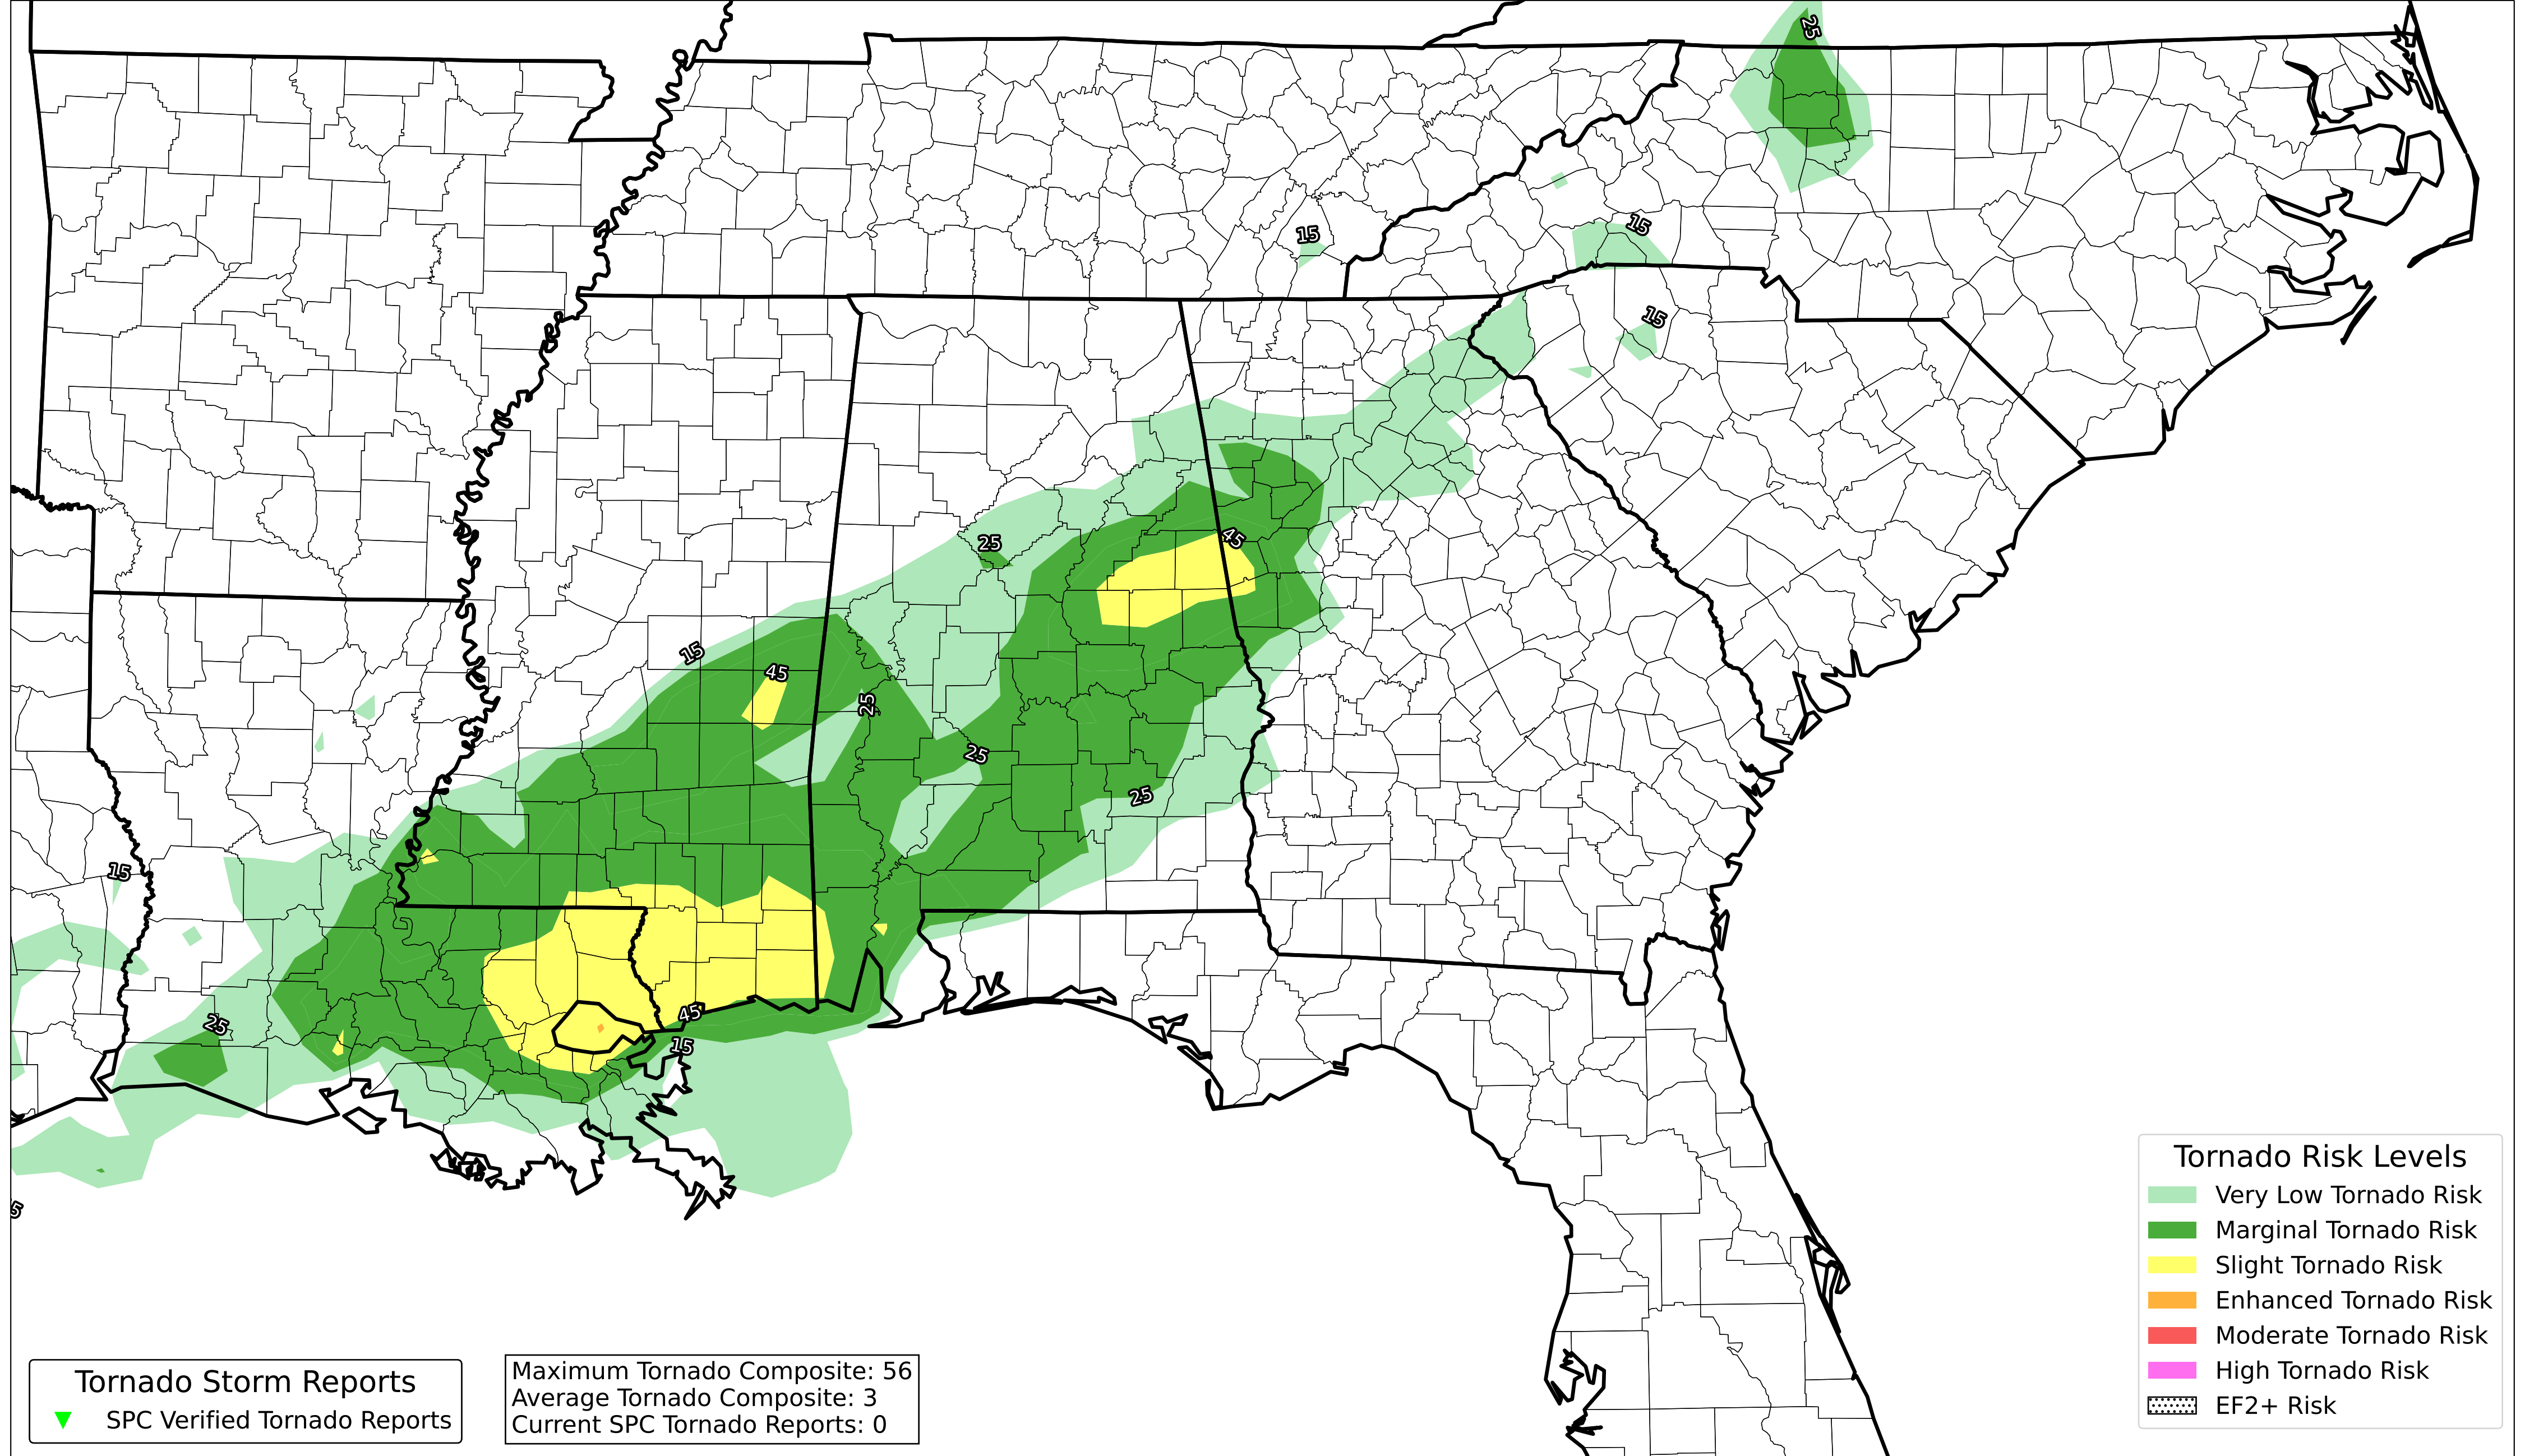 25
15
15
15
45
25
15
45
25
25
25
15
25
45
15
5
Tornado Risk Levels
Very Low Tornado Risk
Marginal Tornado Risk
Slight Tornado Risk
Enhanced Tornado Risk
Moderate Tornado Risk
High Tornado Risk
EF2+ Risk
Tornado Storm Reports
SPC Verified Tornado Reports
Maximum Tornado Composite: 56
Average Tornado Composite: 3
Current SPC Tornado Reports: 0